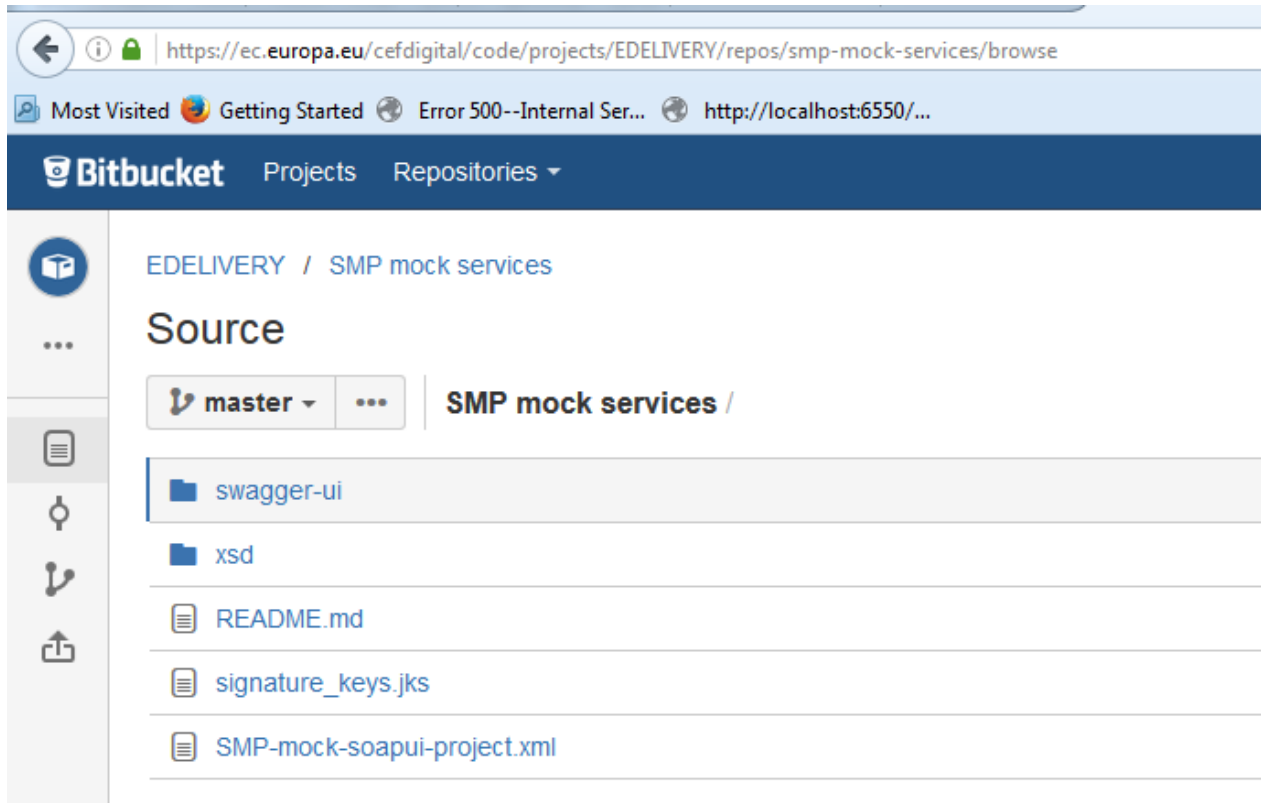 https://ec.europa.eu/cefdigital/code/projects/EDELIVERY/repos/smp-mock-services/browse
Most Visited Getting Started Error 500--Internal Ser... http://localhost:6550/...
Bitbucket Projects Repositories
EDELIVERY / SMP mock services
Source
master ... SMP mock services /
swagger-ui
xsd
README.md
signature_keys.jks
SMP-mock-soapui-project.xml